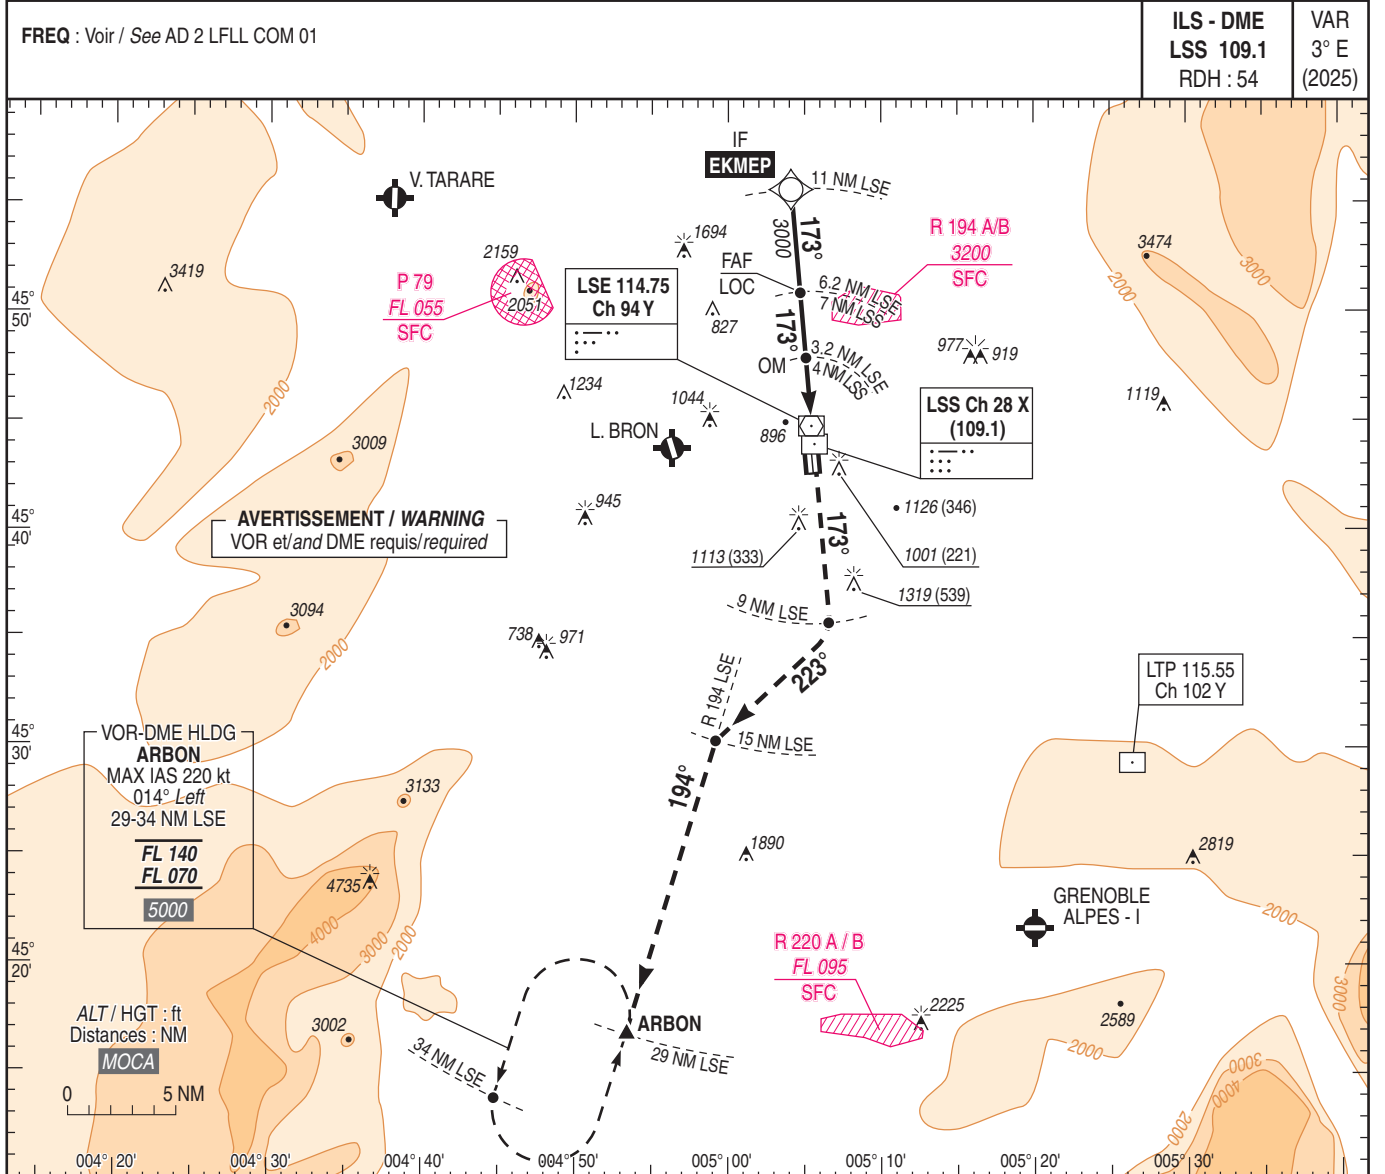 FREQ : Voir / See AD 2 LFLL COM 01
ILS - DME
LSS 109.1
RDH : 54
VAR
3° E
(2025)
IF
EKMEP
11 NM LSE
V. TARARE
173°
3000
1694
R 194 A/B
3200
SFC
3474
3000
2000
3419
2159
2051
P 79
FL 055
SFC
FAF
LOC
6.2 NM LSE
7 NM LSS
LSE 114.75
Ch 94 Y
827
173°
45°
50'
977
919
OM
3.2 NM LSE
4 NM LSS
1234
1044
1119
2000
LSS Ch 28 X
(109.1)
896
L. BRON
3009
945
1126 (346)
AVERTISSEMENT / WARNING
VOR et/and DME requis/required
45°
40'
173°
1113 (333)
1001 (221)
1319 (539)
9 NM LSE
3094
2000
738
971
223°
R 194 LSE
LTP 115.55
Ch 102 Y
45°
30'
15 NM LSE
VOR-DME HLDG
ARBON
MAX IAS 220 kt
014° Left
29-34 NM LSE
FL 140
FL 070
5000
3133
194°
1890
2819
4735
4000
3000
2000
GRENOBLE
ALPES - I
2000
R 220 A / B
FL 095
SFC
45°
20'
3000
2225
2589
ALT / HGT : ft
Distances : NM
MOCA
0 5 NM
3002
ARBON
29 NM LSE
34 NM LSE
2000
3000
4000
2000
004° 20'
004° 30'
004° 40'
004° 50'
005° 00'
005° 10'
005° 20'
005° 30'